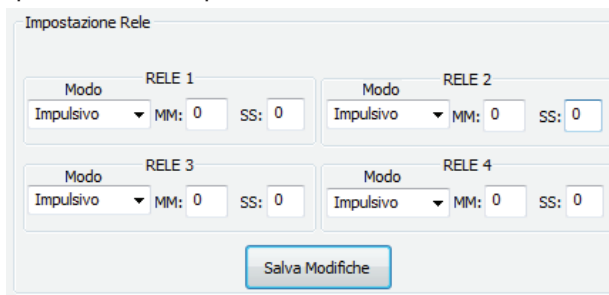 Impostazione Rele
RELE 1
Modo
Impulsivo MM: 0 SS: 0
RELE 2
Modo
Impulsivo MM: 0 SS: 0
RELE 3
Modo
Impulsivo MM: 0 SS: 0
RELE 4
Modo
Impulsivo MM: 0 SS: 0
Salva Modifiche